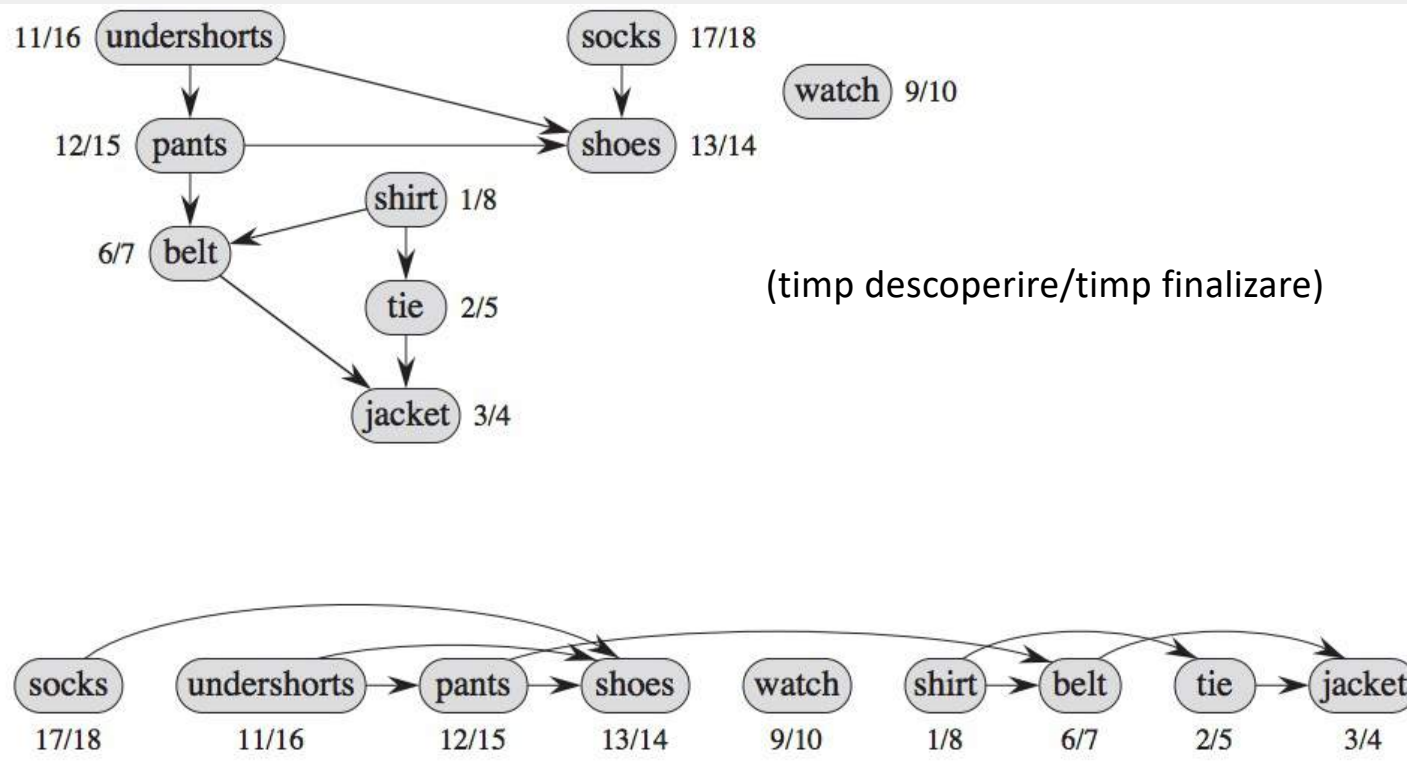 11/16 undershorts socks 17/18
watch 9/10
12/15 pants shoes 13/14
shirt 1/8
6/7 belt
(timp descoperire/timp finalizare)
tie 2/5
jacket 3/4
socks undershorts pants shoes watch shirt belt tie jacket
17/18 11/16 12/15 13/14 9/10 1/8 6/7 2/5 3/4